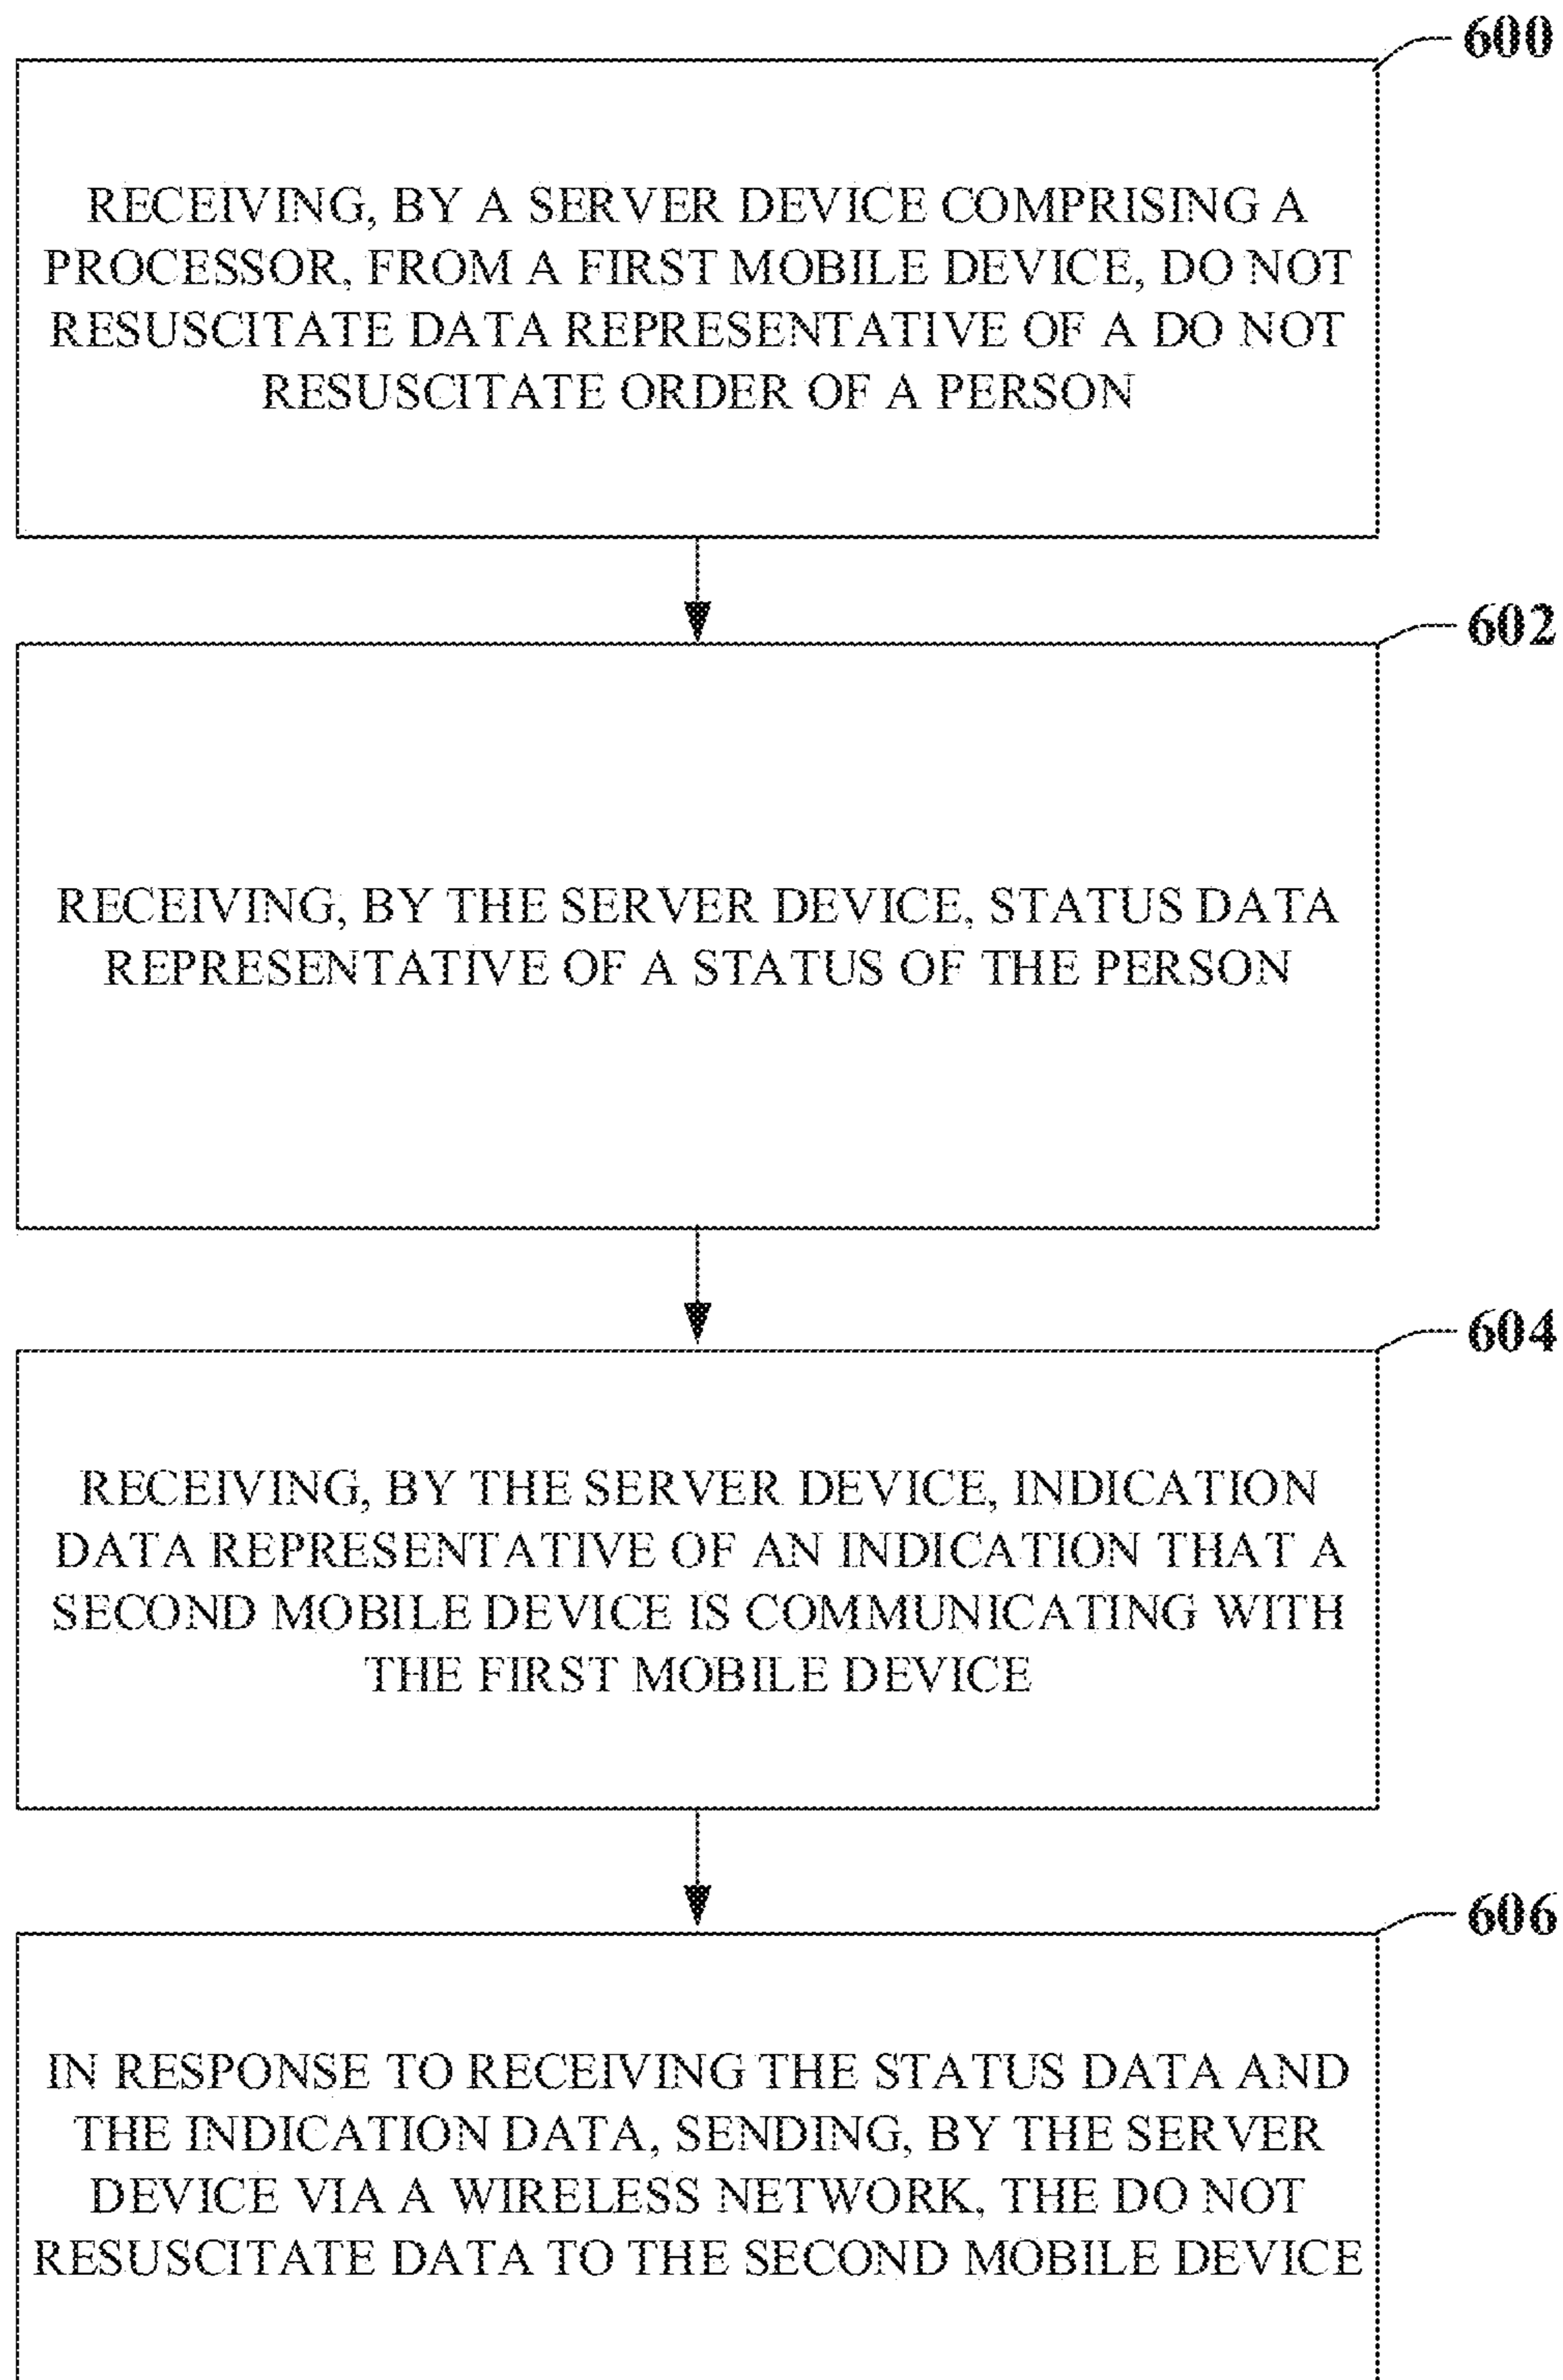 600
RECEIVING, BY A SERVER DEVICE COMPRISING A
PROCESSOR, FROM A FIRST MOBILE DEVICE, DO NOT
RESUSCITATE DATA REPRESENTATIVE OF A DO NOT
RESUSCITATE ORDER OF A PERSON
602
RECEIVING, BY THE SERVER DEVICE, STATUS DATA
REPRESENTATIVE OF A STATUS OF THE PERSON
604
RECEIVING, BY THE SERVER DEVICE, INDICATION
DATA REPRESENTATIVE OF AN INDICATION THAT A
SECOND MOBILE DEVICE IS COMMUNICATING WITH
THE FIRST MOBILE DEVICE
606
IN RESPONSE TO RECEIVING THE STATUS DATA AND
THE INDICATION DATA, SENDING, BY THE SERVER
DEVICE VIA A WIRELESS NETWORK, THE DO NOT
RESUSCITATE DATA TO THE SECOND MOBILE DEVICE